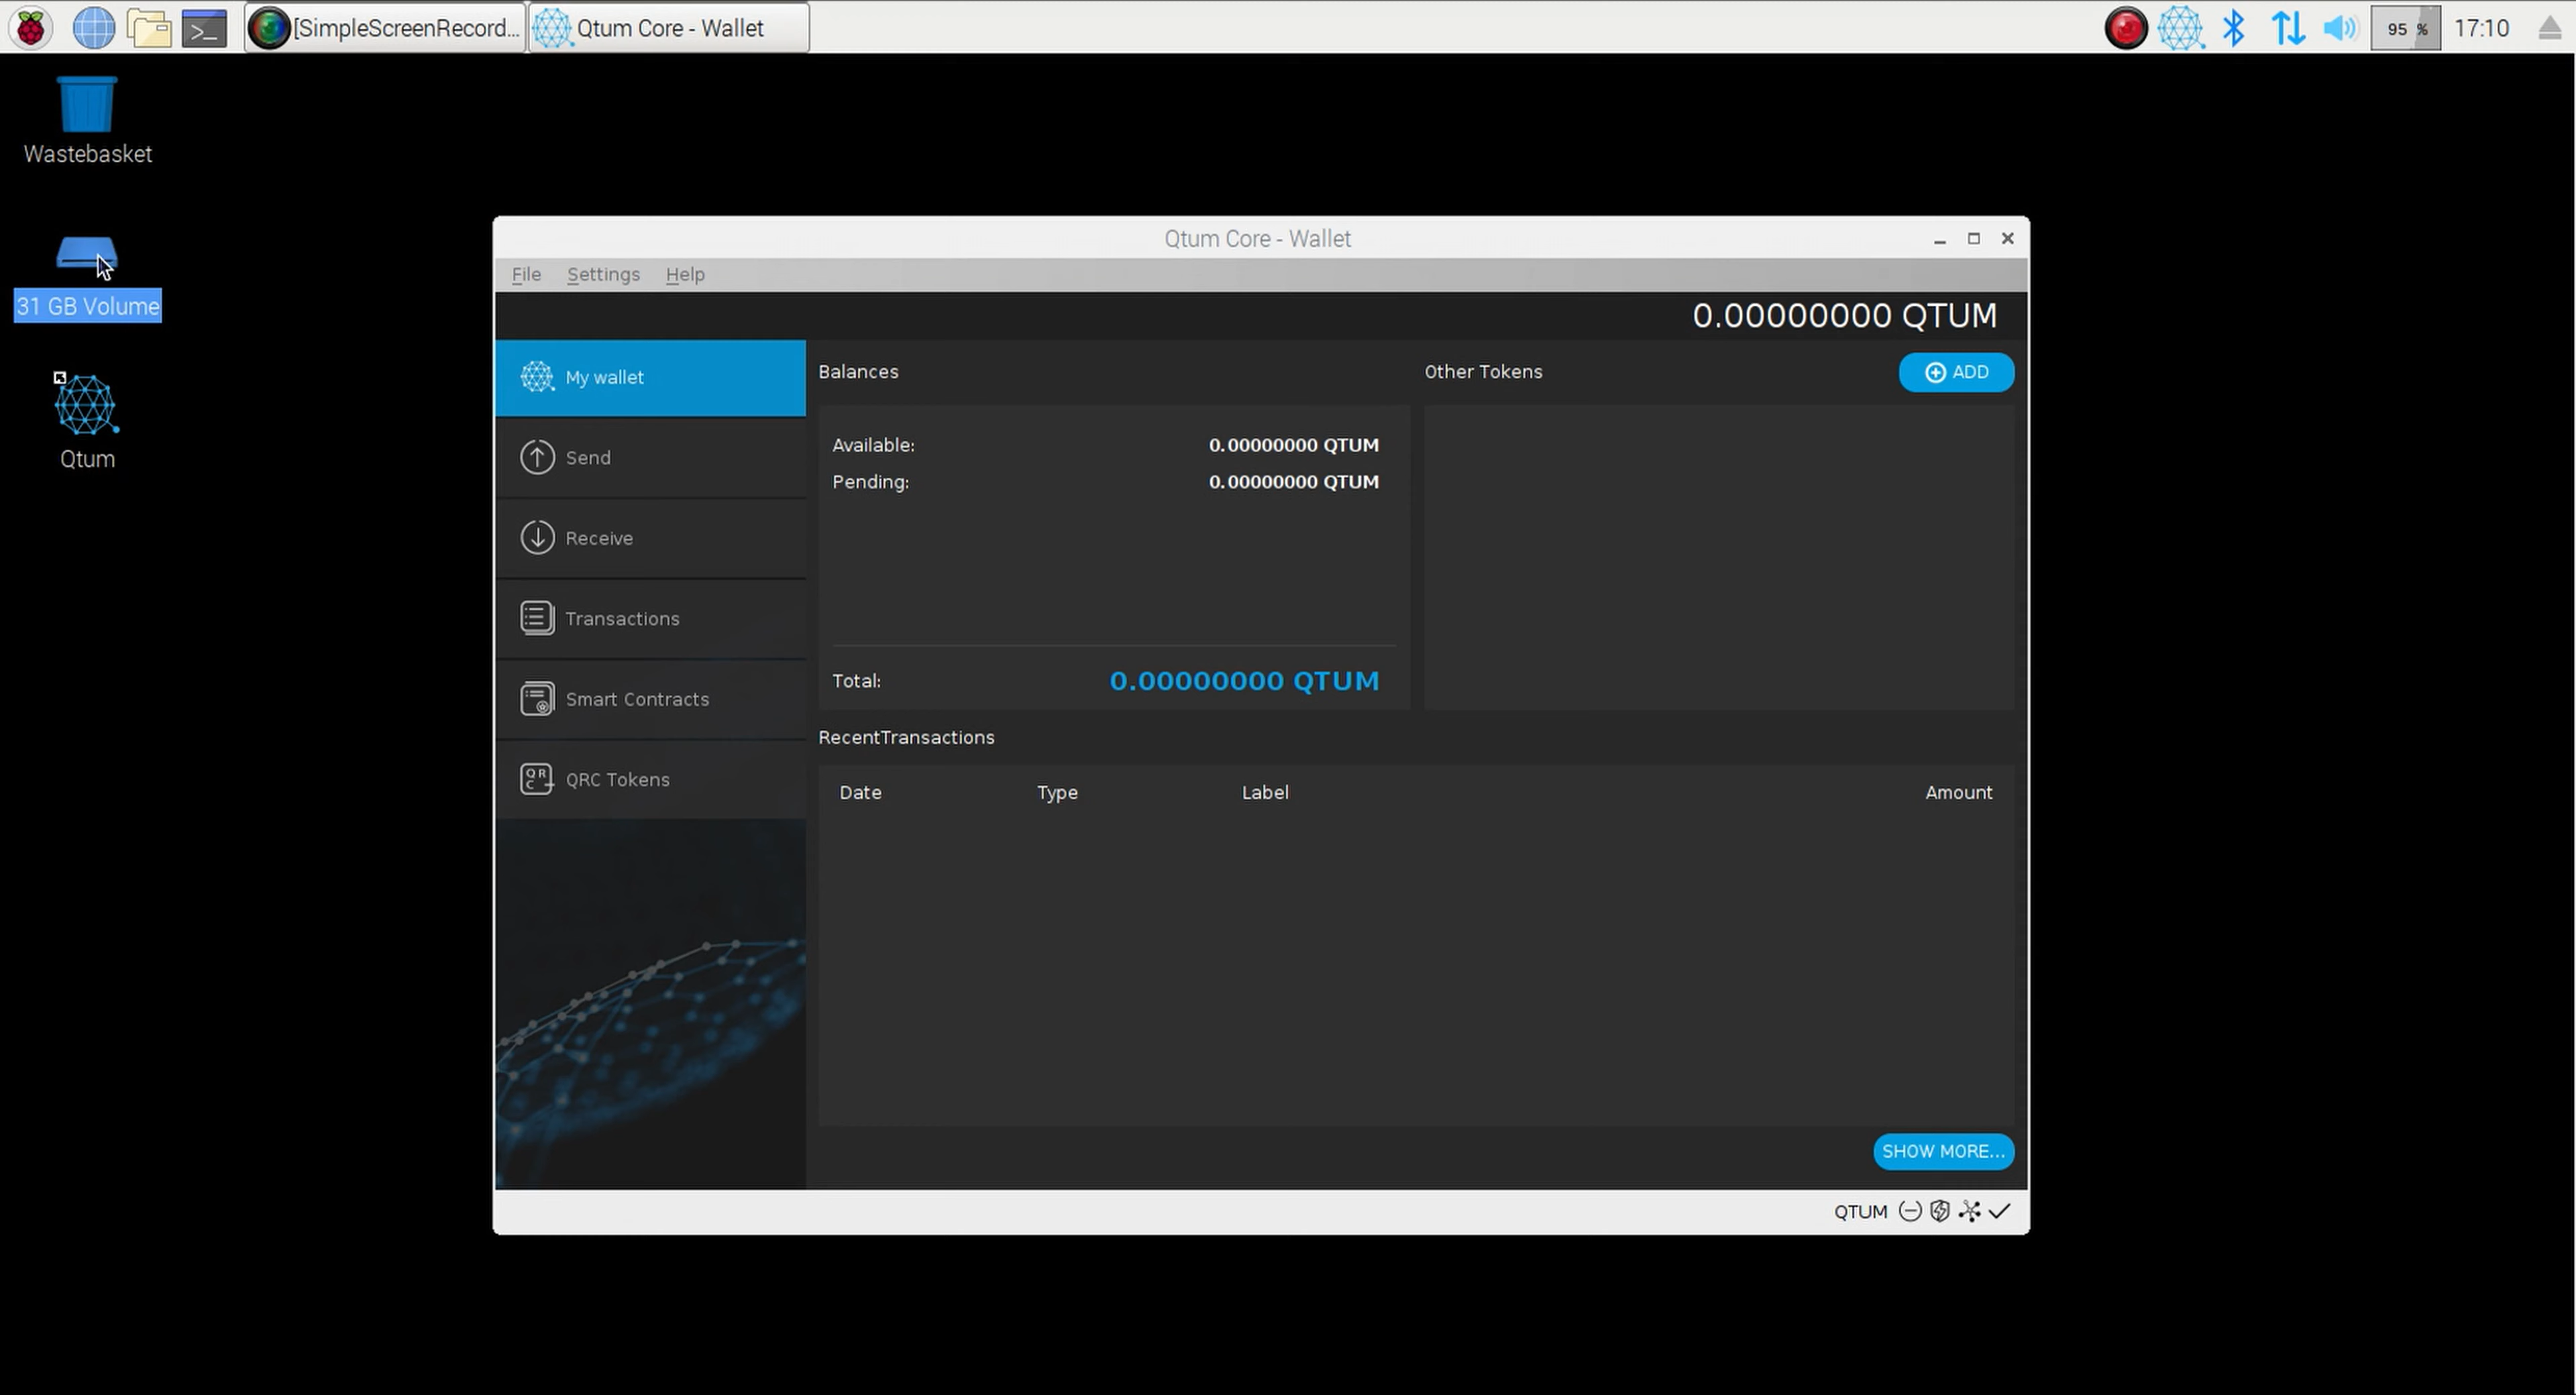 [SimpleScreenRecord...
Qtum Core - Wallet
95 %
17:10
Wastebasket
31 GB Volume
Qtum
Qtum Core - Wallet
File Settings Help
0.00000000 QTUM
My wallet
Send
Receive
Transactions
Smart Contracts
QRC Tokens
Balances
Available: 0.00000000 QTUM
Pending: 0.00000000 QTUM
Total: 0.00000000 QTUM
Other Tokens
ADD
RecentTransactions
Date Type Label Amount
SHOW MORE...
QTUM